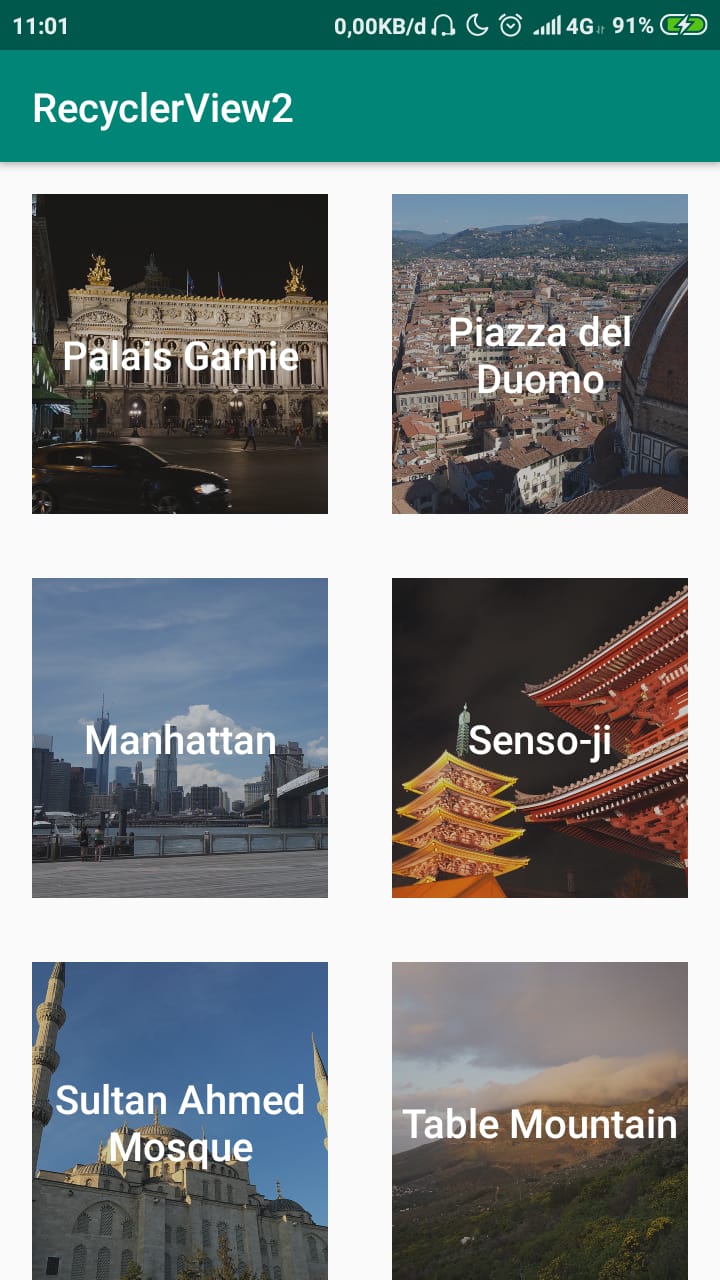 11:01 0,00KB/d 4G 91%
RecyclerView2
Palais Garnie
Piazza del
Duomo
Manhattan
Senso-ji
Sultan Ahmed
Mosque
Table Mountain